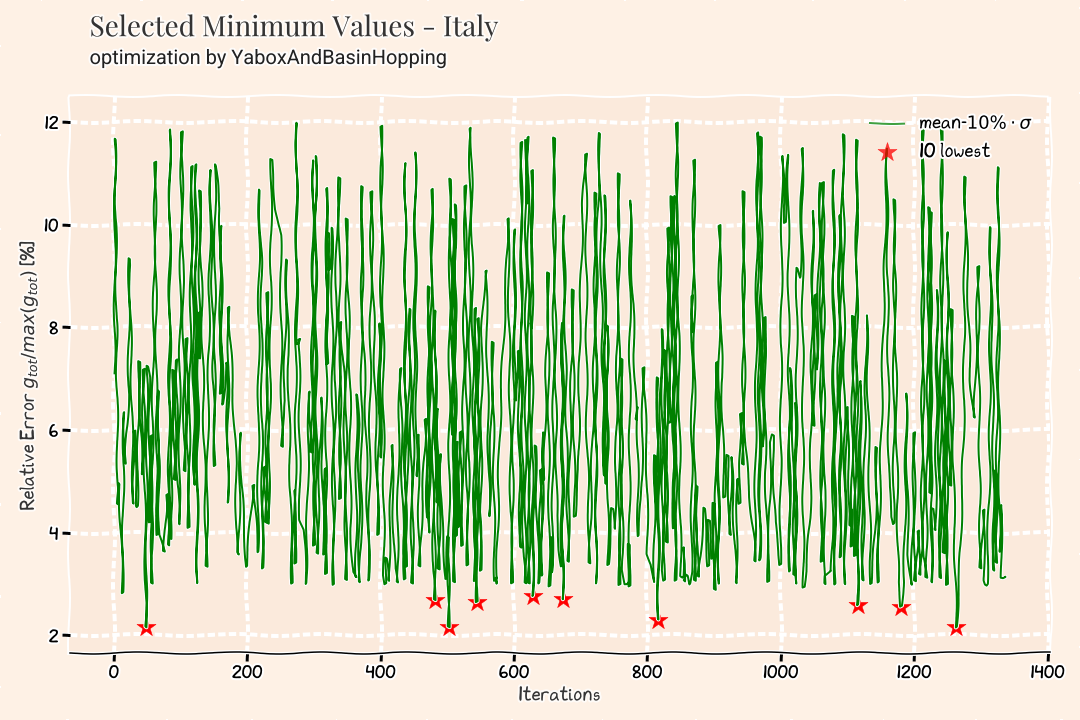 Selected Minimum Values - Italy
optimization by YaboxAndBasinHopping
mean-10% · σ
10 lowest
Relative Error g_tot/max(g_tot) [%]
12
10
8
6
4
2
0 200 400 600 800 1000 1200 1400
Iterations